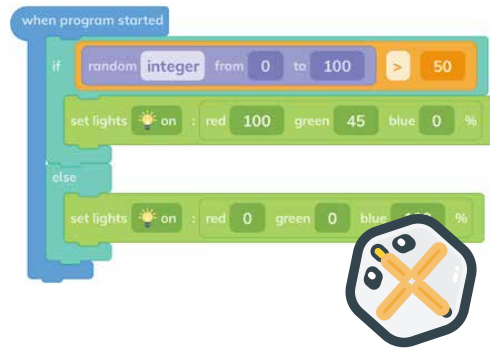 when program started
if random integer from 0 to 100 > 50
set lights on : red 100 green 45 blue 0 %
else
set lights on : red 0 green 0 blue %